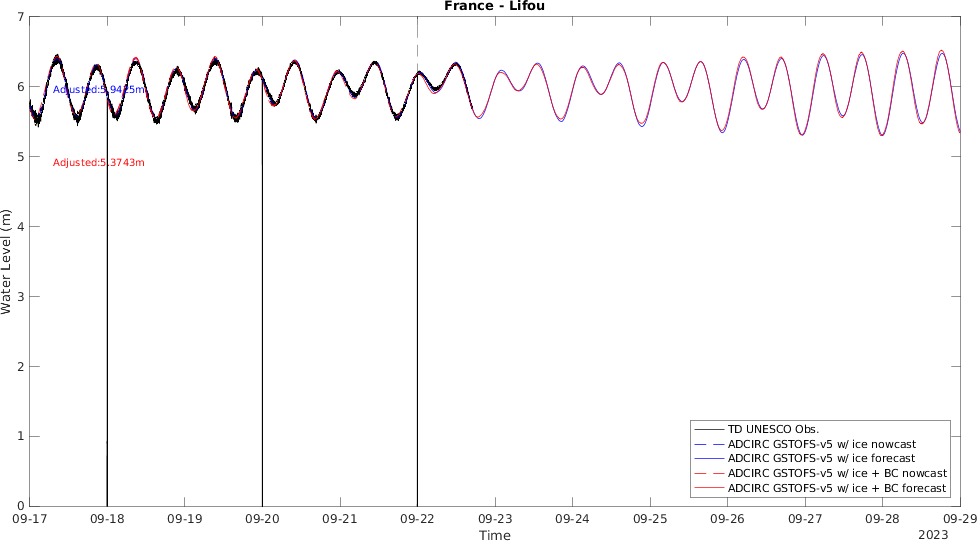 France - Lifou
7
6
5
4
3
2
1
0
Water Level (m)
Adjusted:5.9425m
Adjusted:5.3743m
TD UNESCO Obs.
ADCIRC GSTOFS-v5 w/ ice nowcast
ADCIRC GSTOFS-v5 w/ ice forecast
ADCIRC GSTOFS-v5 w/ ice + BC nowcast
ADCIRC GSTOFS-v5 w/ ice + BC forecast
09-17 09-18 09-19 09-20 09-21 09-22 09-23 09-24 09-25 09-26 09-27 09-28 09-29
Time
2023